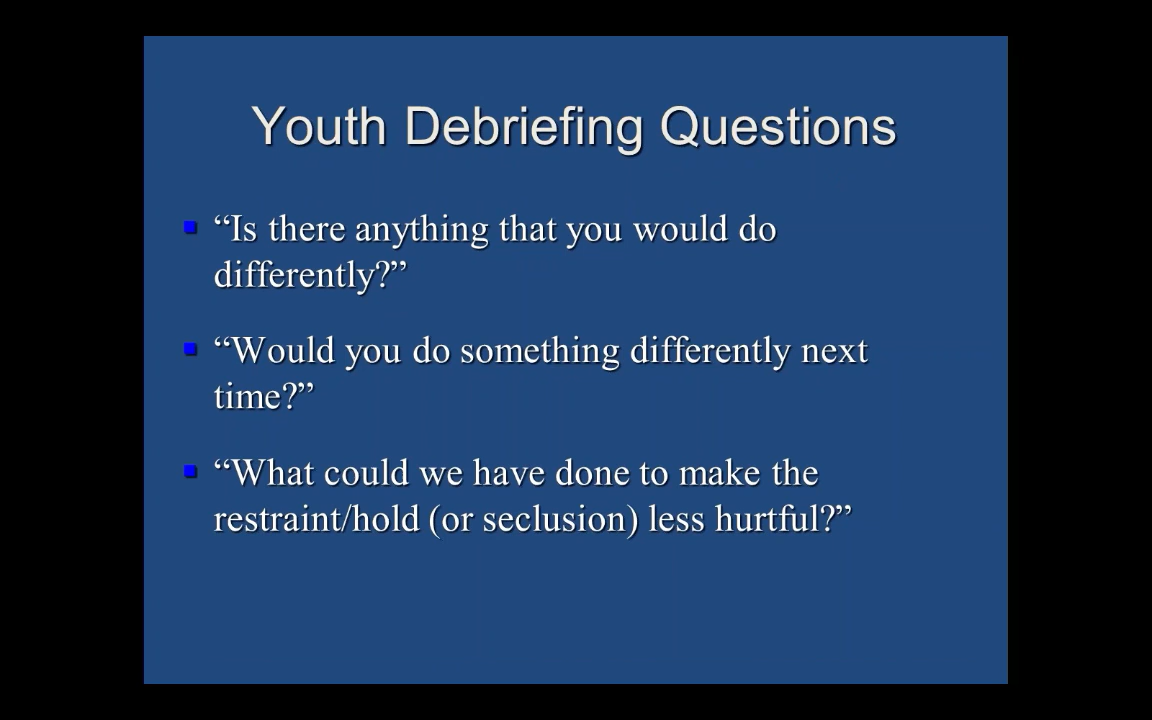 Youth Debriefing Questions
“Is there anything that you would do
differently?”
“Would you do something differently next
time?”
“What could we have done to make the
restraint/hold (or seclusion) less hurtful?”